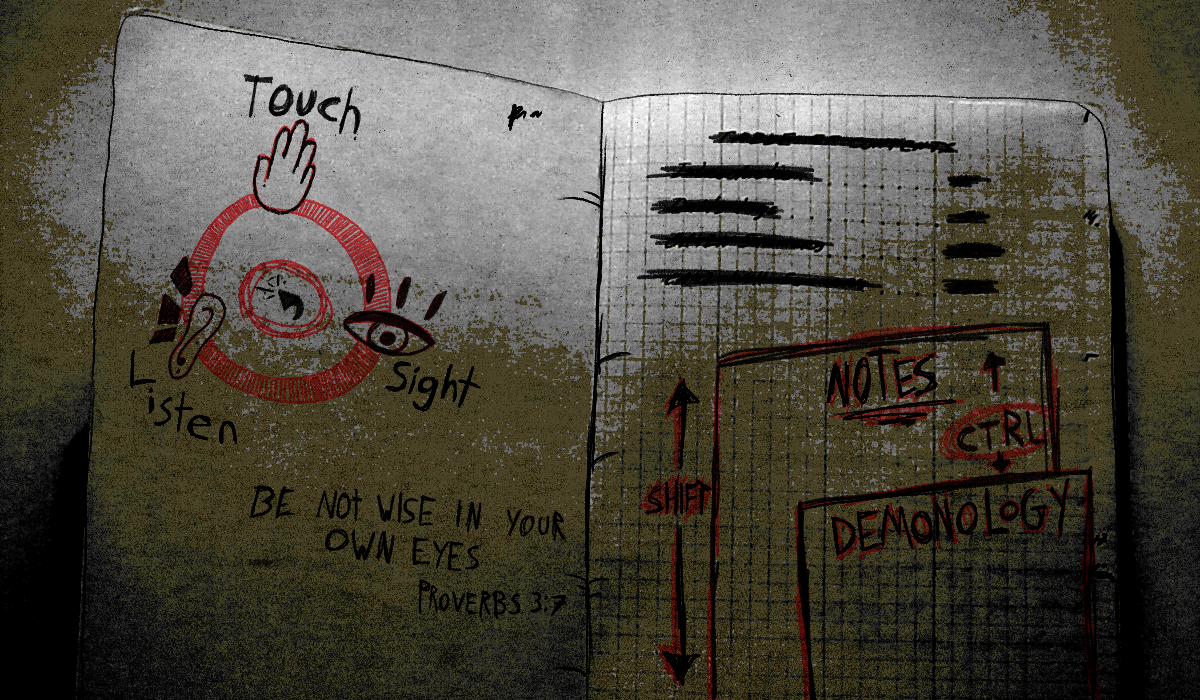 Touch
Sight
Listen
BE NOT WISE IN YOUR
OWN EYES
PROVERBS 3:7
NOTES
CTRL
SHIFT
DEMONOLOGY